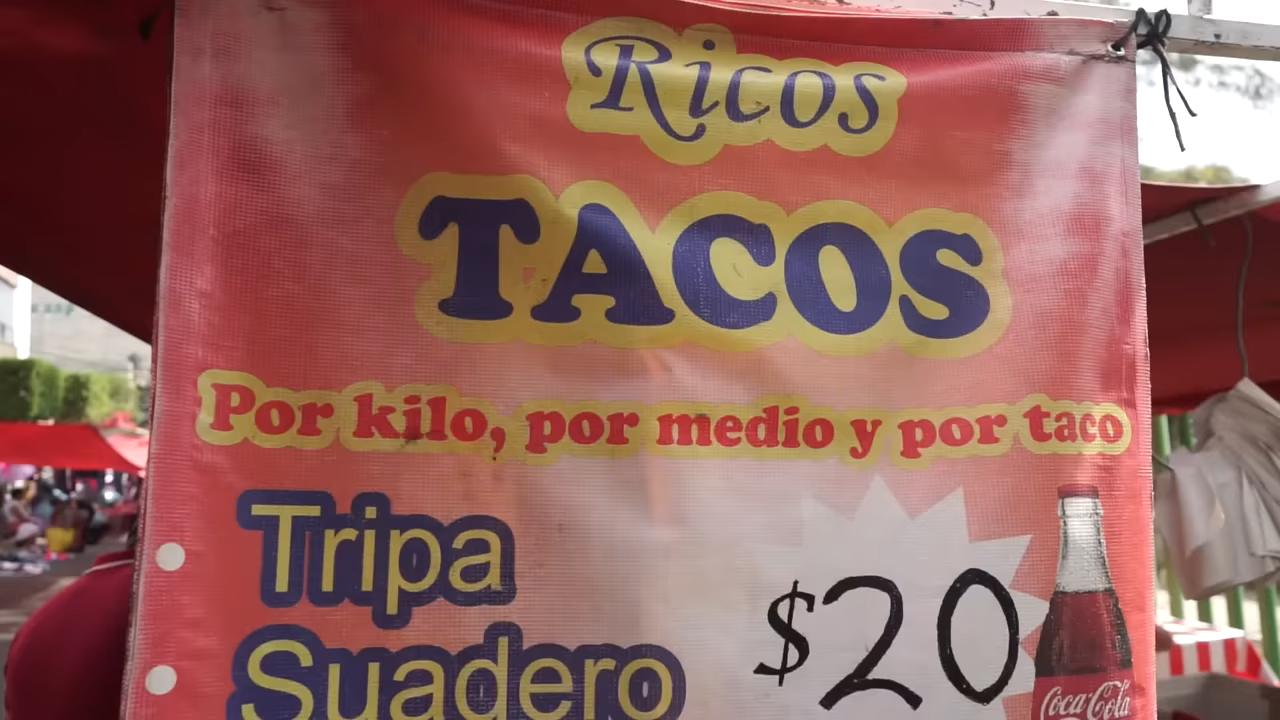 Ricos
TACOS
Por kilo, por medio y por taco
Tripa
Suadero
$20
Coca-Cola